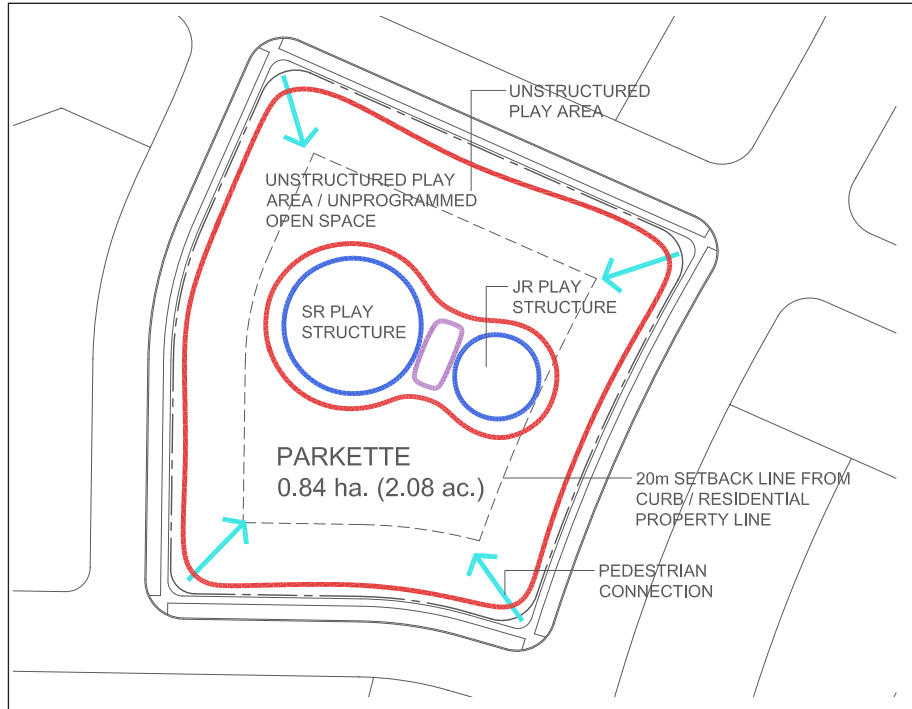 UNSTRUCTURED
PLAY AREA
UNSTRUCTURED PLAY
AREA / UNPROGRAMMED
OPEN SPACE
JR PLAY
STRUCTURE
SR PLAY
STRUCTURE
PARKETTE
0.84 ha. (2.08 ac.)
20m SETBACK LINE FROM
CURB / RESIDENTIAL
PROPERTY LINE
PEDESTRIAN
CONNECTION